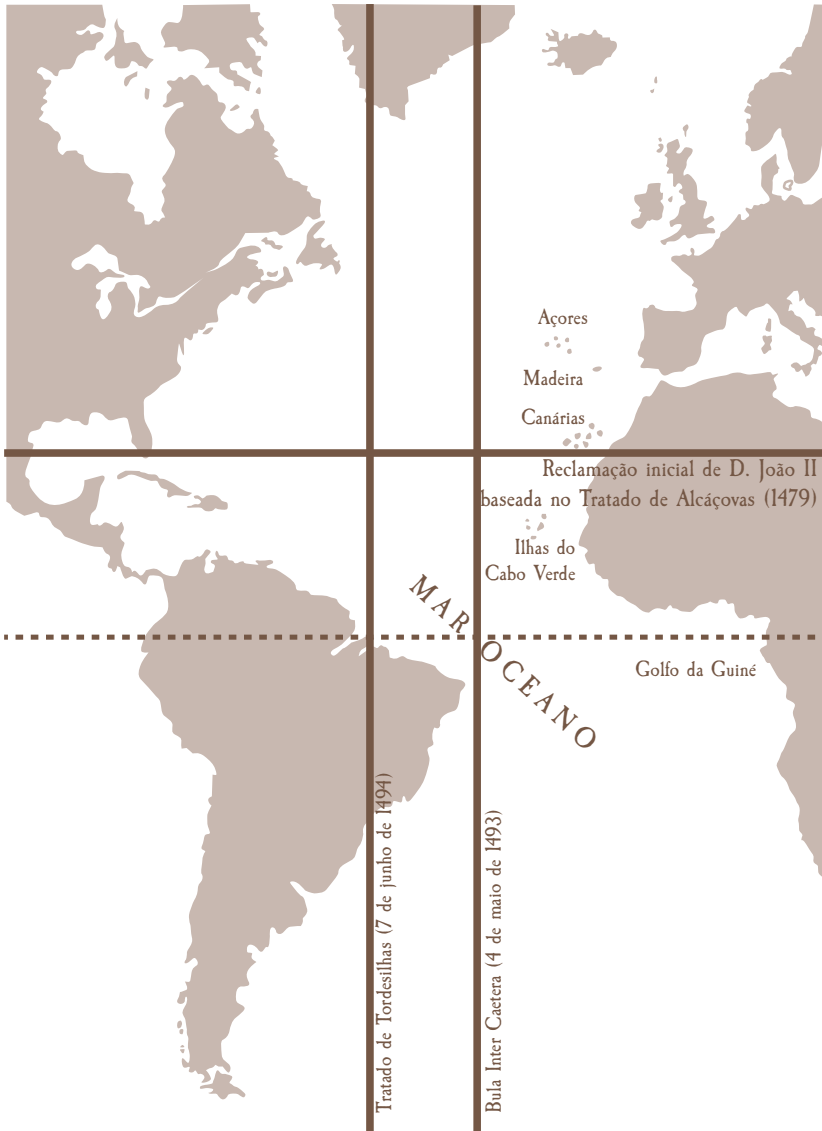 Açores
Madeira
Canárias
Reclamação inicial de D. João II
baseada no Tratado de Alcáçovas (1479)
Ilhas do
Cabo Verde
MAR OCEANO
Golfo da Guiné
Tratado de Tordesilhas (7 de junho de 1494)
Bula Inter Caetera (4 de maio de 1493)